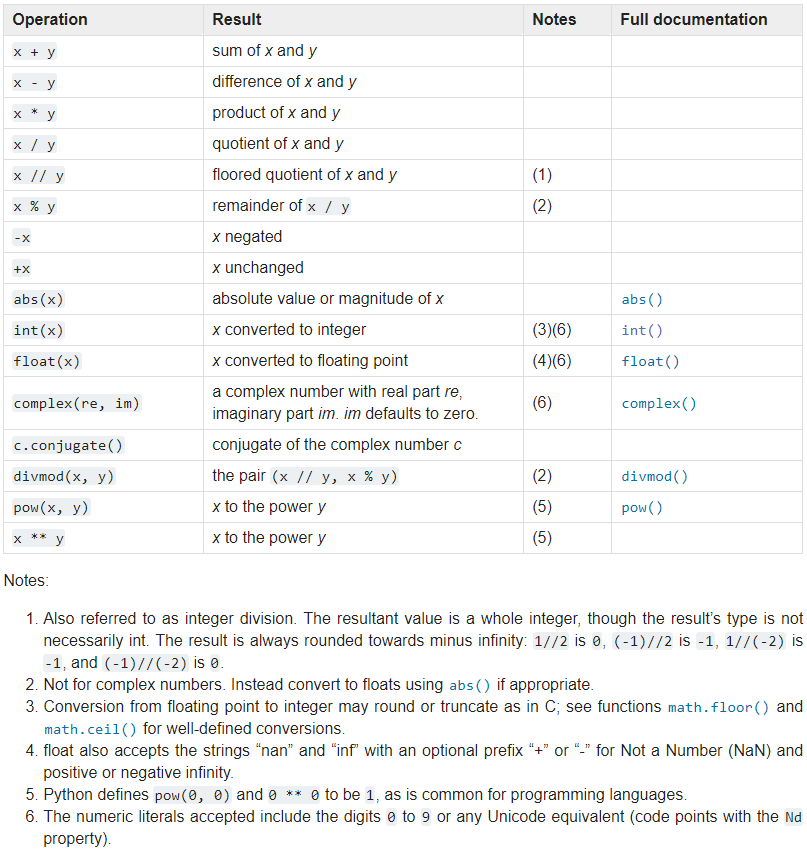 Operation Result Notes Full documentation
x + y sum of x and y
x - y difference of x and y
x * y product of x and y
x / y quotient of x and y
x // y floored quotient of x and y (1)
x % y remainder of x / y (2)
-x x negated
+x x unchanged
abs(x) absolute value or magnitude of x abs()
int(x) x converted to integer (3)(6) int()
float(x) x converted to floating point (4)(6) float()
complex(re, im) a complex number with real part re,
imaginary part im. im defaults to zero. (6) complex()
c.conjugate() conjugate of the complex number c
divmod(x, y) the pair (x // y, x % y) (2) divmod()
pow(x, y) x to the power y (5) pow()
x ** y x to the power y (5)
Notes:
1. Also referred to as integer division. The resultant value is a whole integer, though the result's type is not
necessarily int. The result is always rounded towards minus infinity: 1//2 is 0, (-1)//2 is -1, 1//(-2) is
-1, and (-1)//(-2) is 0.
2. Not for complex numbers. Instead convert to floats using abs() if appropriate.
3. Conversion from floating point to integer may round or truncate as in C; see functions math.floor() and
math.ceil() for well-defined conversions.
4. float also accepts the strings “nan” and “inf” with an optional prefix “+” or “-” for Not a Number (NaN) and
positive or negative infinity.
5. Python defines pow(0, 0) and 0 ** 0 to be 1, as is common for programming languages.
6. The numeric literals accepted include the digits 0 to 9 or any Unicode equivalent (code points with the Nd
property).